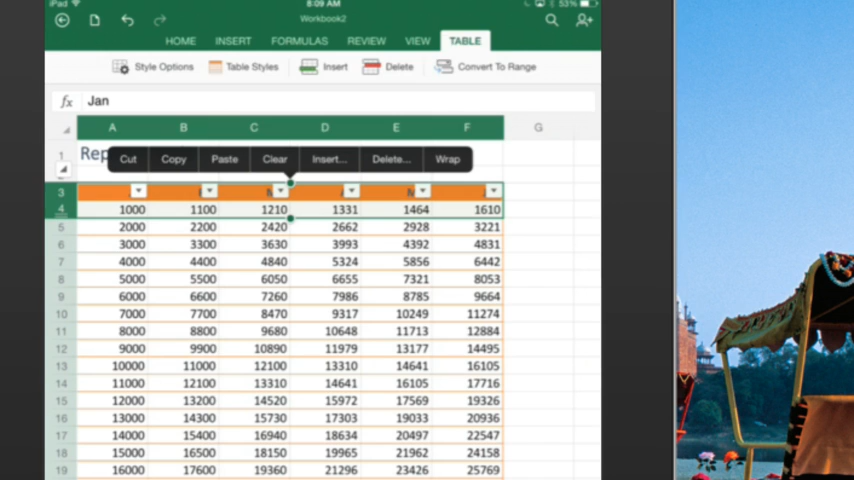 iPad 8:09 AM 53%
Workbook2
HOME INSERT FORMULAS REVIEW VIEW TABLE
Style Options Table Styles Insert Delete Convert To Range
fx Jan
A B C D E F G
1 Rep
Cut Copy Paste Clear Insert... Delete... Wrap
3
4 1000 1100 1210 1331 1464 1610
5 2000 2200 2420 2662 2928 3221
6 3000 3300 3630 3993 4392 4831
7 4000 4400 4840 5324 5856 6442
8 5000 5500 6050 6655 7321 8053
9 6000 6600 7260 7986 8785 9664
10 7000 7700 8470 9317 10249 11274
11 8000 8800 9680 10648 11713 12884
12 9000 9900 10890 11979 13177 14495
13 10000 11000 12100 13310 14641 16105
14 11000 12100 13310 14641 16105 17716
15 12000 13200 14520 15972 17569 19326
16 13000 14300 15730 17303 19033 20936
17 14000 15400 16940 18634 20497 22547
18 15000 16500 18150 19965 21962 24158
19 16000 17600 19360 21296 23426 25769